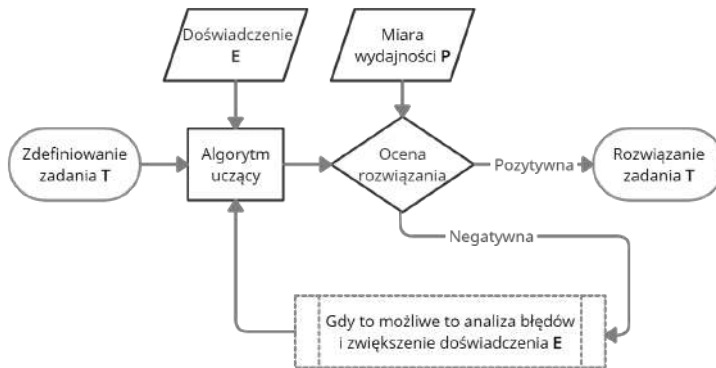 Doświadczenie
E
Miara
wydajności P
Zdefiniowanie
zadania T
Algorytm
uczący
Ocena
rozwiązania
Pozytywna
Rozwiązanie
zadania T
Negatywna
Gdy to możliwe to analiza błędów
i zwiększenie doświadczenia E